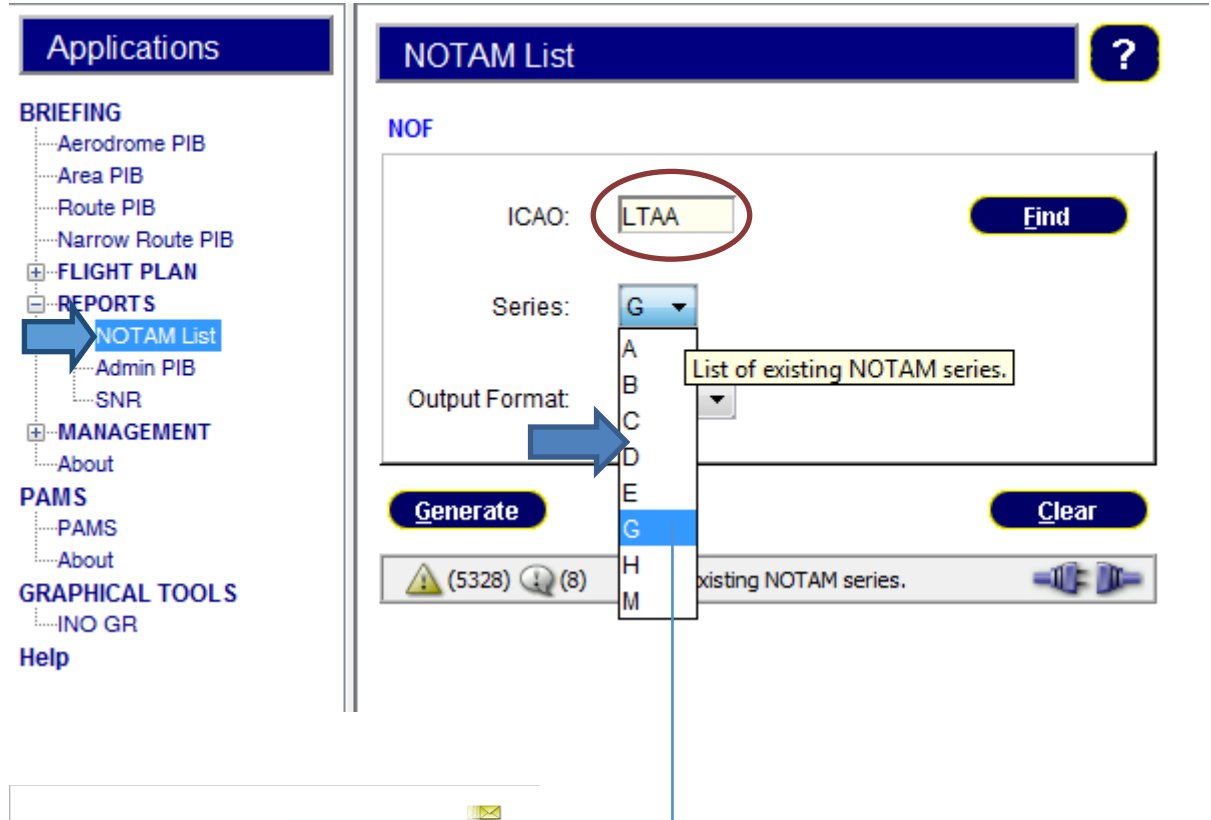 Applications
BRIEFING
Aerodrome PIB
Area PIB
Route PIB
Narrow Route PIB
FLIGHT PLAN
REPORTS
NOTAM List
Admin PIB
SNR
MANAGEMENT
About
PAMS
PAMS
About
GRAPHICAL TOOLS
INO GR
Help
NOTAM List
?
NOF
ICAO: LTAA Find
Series: G
A
List of existing NOTAM series.
B
Output Format:
C
D
E
Generate Clear
G
H
(5328) (8) existing NOTAM series.
M